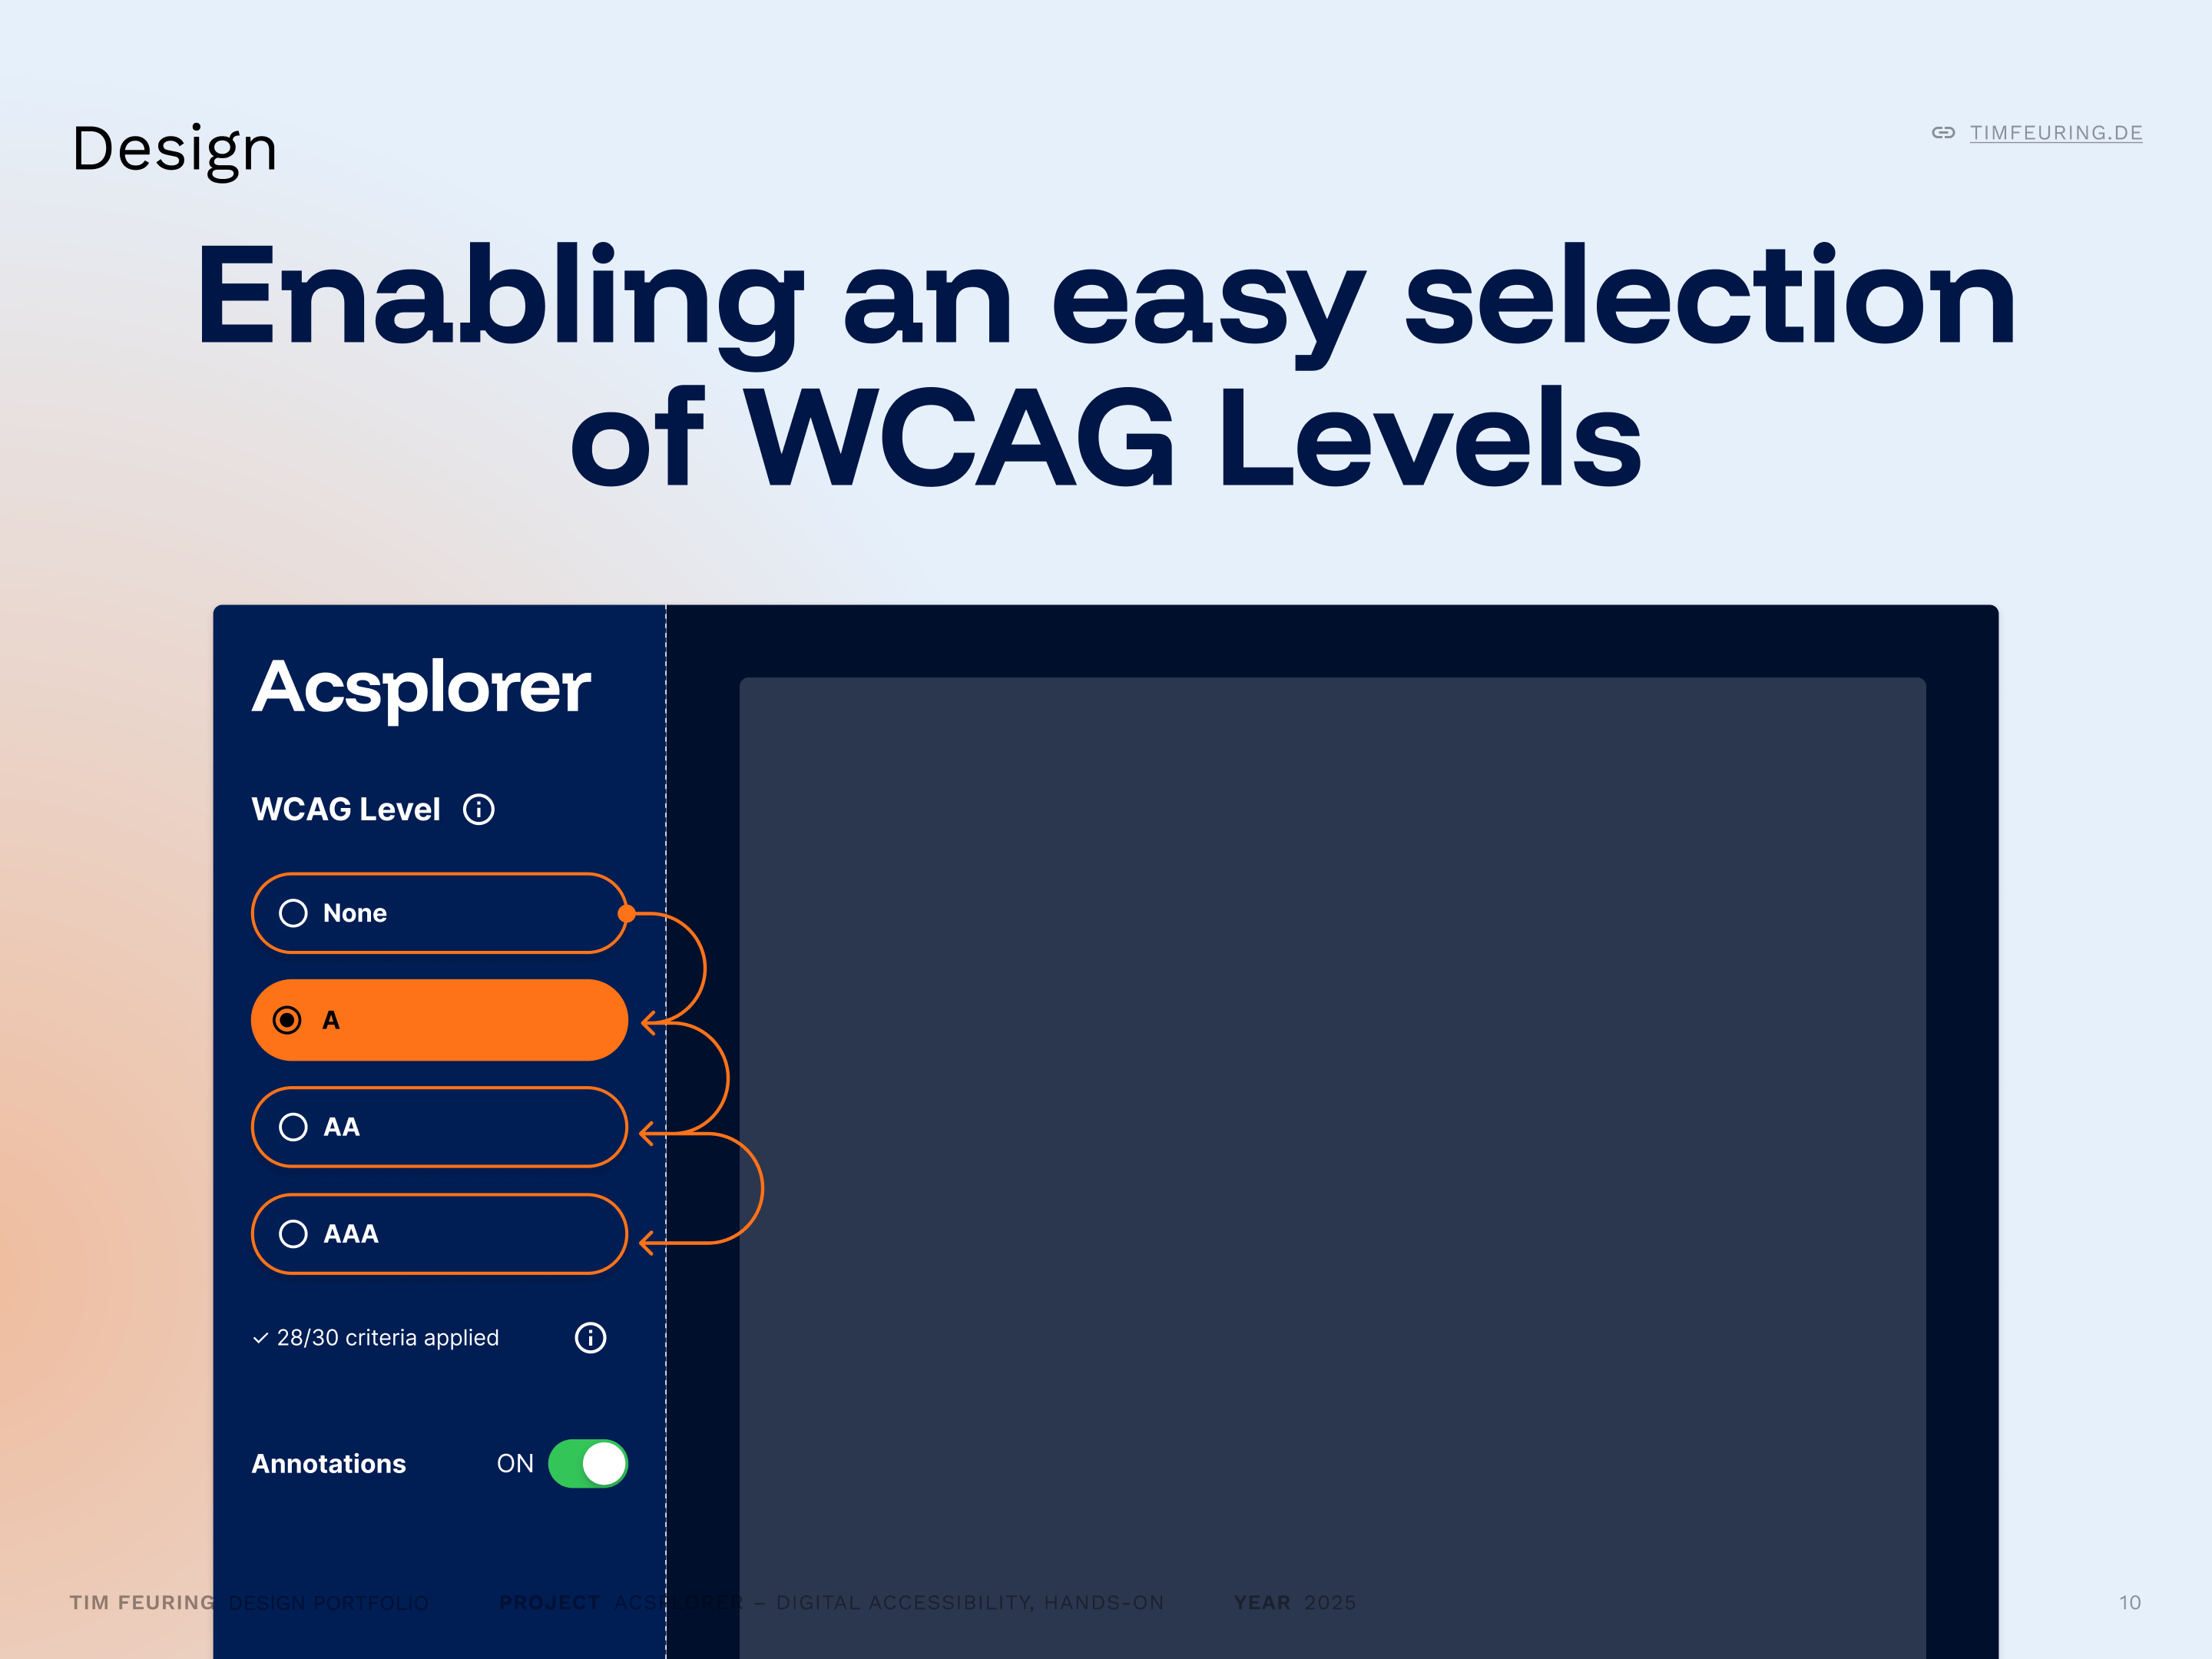 Design
TIMFEURING.DE
Enabling an easy selection
of WCAG Levels
Acsplorer
WCAG Level
None
A
AA
AAA
✓ 28/30 criteria applied
Annotations ON
TIM FEURING DESIGN PORTFOLIO PROJECT ACSPLORER – DIGITAL ACCESSIBILITY, HANDS-ON YEAR 2025 10